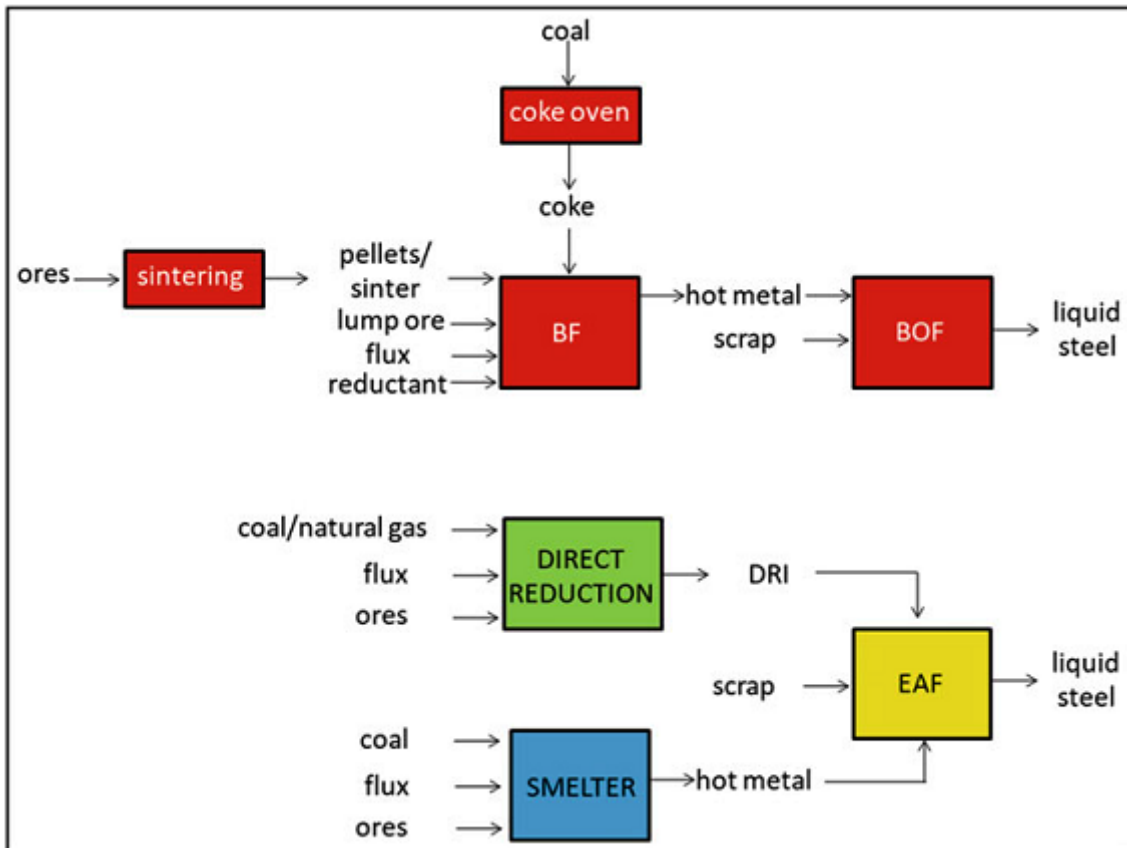 coal
coke oven
coke
ores
sintering
pellets/
sinter
lump ore
flux
reductant
BF
hot metal
scrap
BOF
liquid
steel
coal/natural gas
flux
ores
DIRECT
REDUCTION
DRI
scrap
EAF
liquid
steel
coal
flux
ores
SMELTER
hot metal